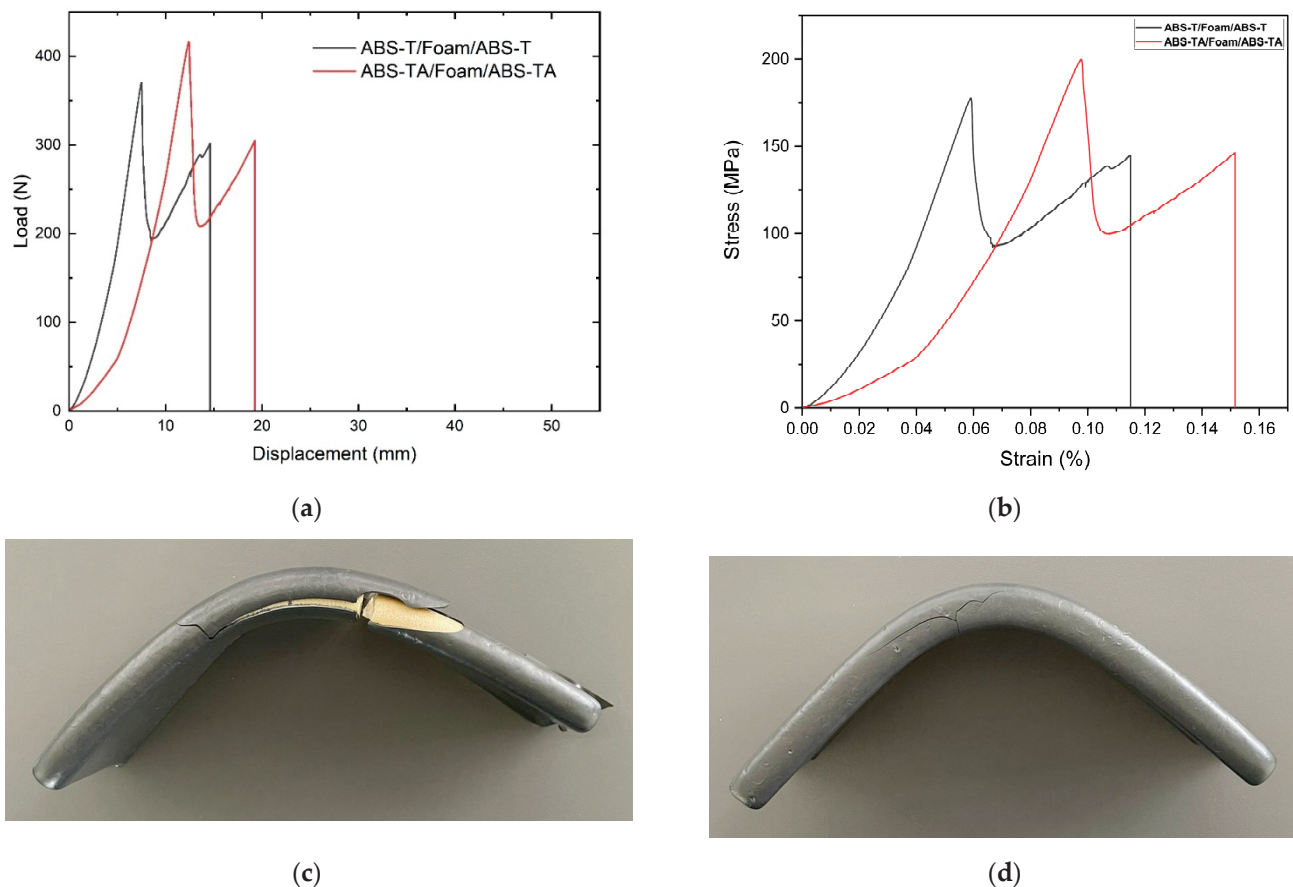 400
300
200
100
0
Load (N)
ABS-T/Foam/ABS-T
ABS-TA/Foam/ABS-TA
0 10 20 30 40 50
Displacement (mm)
(a)
200
150
100
50
0
Stress (MPa)
ABS-T/Foam/ABS-T
ABS-TA/Foam/ABS-TA
0.00 0.02 0.04 0.06 0.08 0.10 0.12 0.14 0.16
Strain (%)
(b)
(c)
(d)